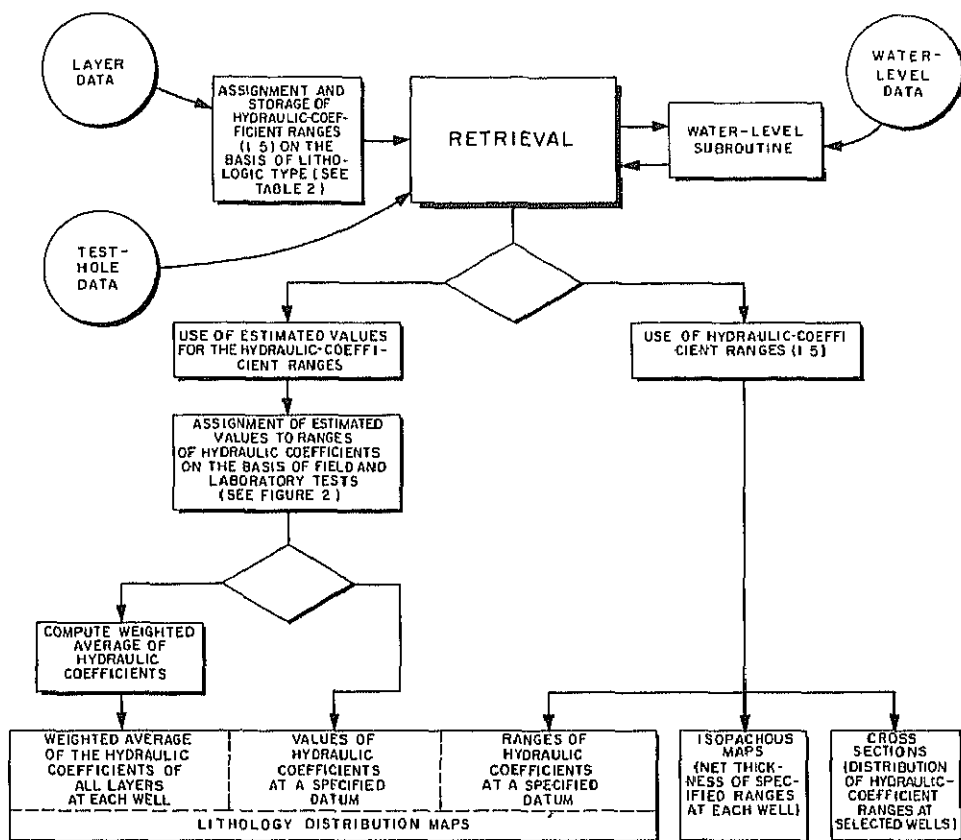 LAYER
DATA
ASSIGNMENT AND
STORAGE OF
HYDRAULIC-COEF-
FICIENT RANGES
(I 5) ON THE
BASIS OF LITHO-
LOGIC TYPE (SEE
TABLE 2)
RETRIEVAL
WATER-LEVEL
SUBROUTINE
WATER-
LEVEL
DATA
TEST-
HOLE
DATA
USE OF ESTIMATED VALUES
FOR THE HYDRAULIC-COEFFI-
CIENT RANGES
USE OF HYDRAULIC-COEFFI
CIENT RANGES (I 5)
ASSIGNMENT OF ESTIMATED
VALUES TO RANGES
OF HYDRAULIC COEFFICIENTS
ON THE BASIS OF FIELD AND
LABORATORY TESTS
(SEE FIGURE 2)
COMPUTE WEIGHTED
AVERAGE OF
HYDRAULIC
COEFFICIENTS
WEIGHTED AVERAGE
OF THE HYDRAULIC
COEFFICIENTS OF
ALL LAYERS
AT EACH WELL
VALUES OF
HYDRAULIC
COEFFICIENTS
AT A SPECIFIED
DATUM
RANGES OF
HYDRAULIC
COEFFICIENTS
AT A SPECIFIED
DATUM
LITHOLOGY DISTRIBUTION MAPS
ISOPACHOUS
MAPS
(NET THICK-
NESS OF SPEC-
IFIED RANGES
AT EACH WELL)
CROSS
SECTIONS
(DISTRIBUTION
OF HYDRAULIC-
COEFFICIENT
RANGES AT
SELECTED WELLS)